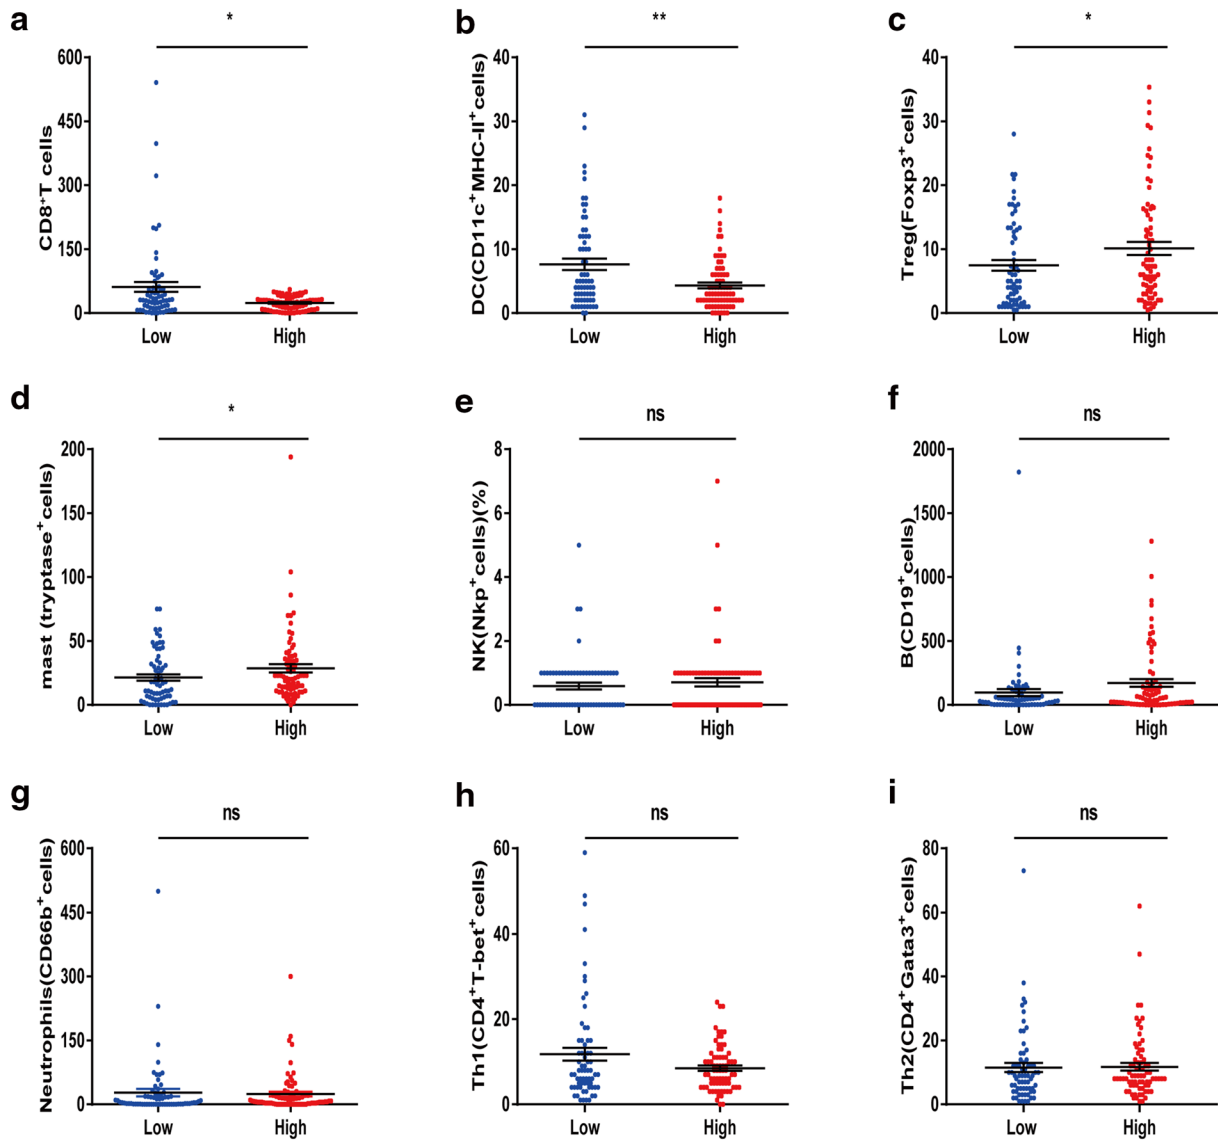 a
*
CD8⁺T cells
600
450
300
150
0
Low High
b
**
DC(CD11c⁺MHC-II⁺cells)
40
30
20
10
0
Low High
c
*
Treg(Foxp3⁺cells)
40
30
20
10
0
Low High
d
*
mast (tryptase⁺cells)
200
150
100
50
0
Low High
e
ns
NK(Nkp⁺cells)(%)
8
6
4
2
0
Low High
f
ns
B(CD19⁺cells)
2000
1500
1000
500
0
Low High
g
ns
Neutrophils(CD66b⁺cells)
600
450
300
150
0
Low High
h
ns
Th1(CD4⁺T-bet⁺cells)
60
40
20
0
Low High
i
ns
Th2(CD4⁺Gata3⁺cells)
80
60
40
20
0
Low High